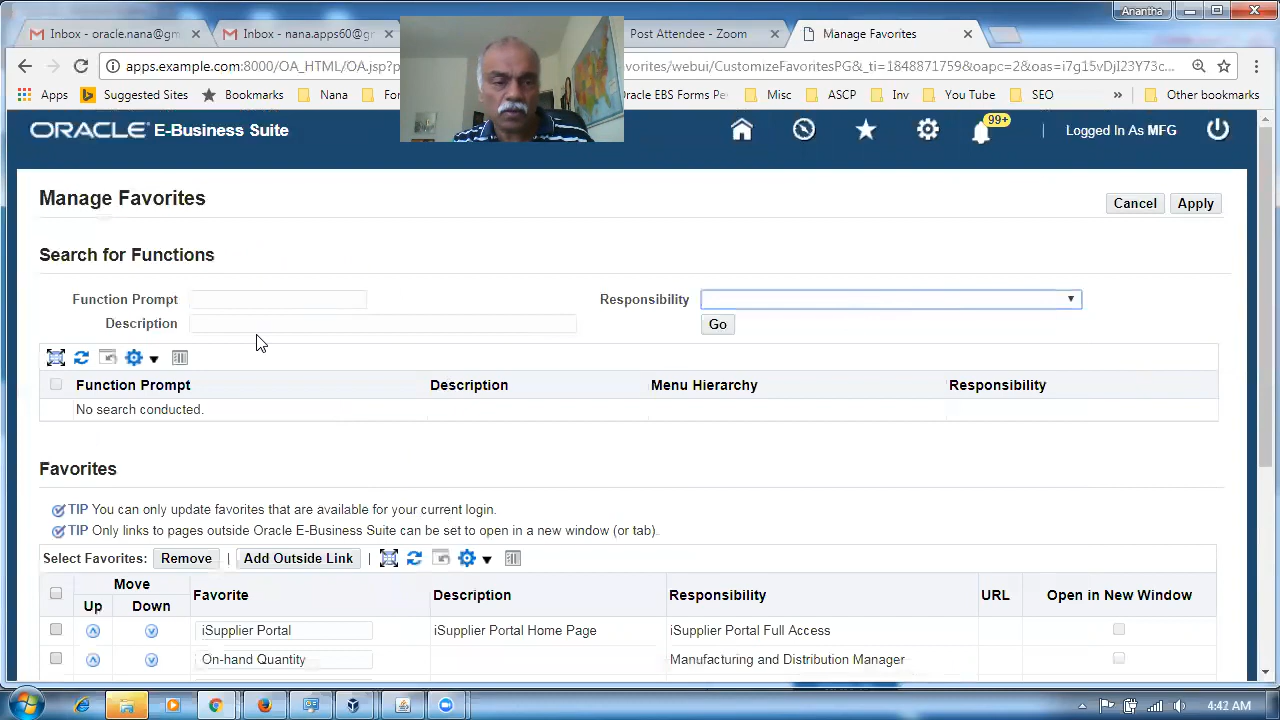 Anantha
Inbox - oracle.nana@gm
Inbox - nana.apps60@gm
Post Attendee - Zoom
Manage Favorites
apps.example.com:8000/OA_HTML/OA.jsp?p
vorites/webui/CustomizeFavoritesPG&_ti=1848871759&oapc=2&oas=i7g15vDjI23Y73c...
Apps
Suggested Sites
Bookmarks
Nana
For
Oracle EBS Forms Pe
Misc
ASCP
Inv
You Tube
SEO
»
Other bookmarks
ORACLE E-Business Suite
99+
Logged In As MFG
Manage Favorites
Cancel
Apply
Search for Functions
Function Prompt
Responsibility
Description
Go
Function Prompt
Description
Menu Hierarchy
Responsibility
No search conducted.
Favorites
TIP You can only update favorites that are available for your current login.
TIP Only links to pages outside Oracle E-Business Suite can be set to open in a new window (or tab).
Select Favorites: Remove | Add Outside Link |
Move
Up
Down
Favorite
Description
Responsibility
URL
Open in New Window
iSupplier Portal
iSupplier Portal Home Page
iSupplier Portal Full Access
On-hand Quantity
Manufacturing and Distribution Manager
4:42 AM